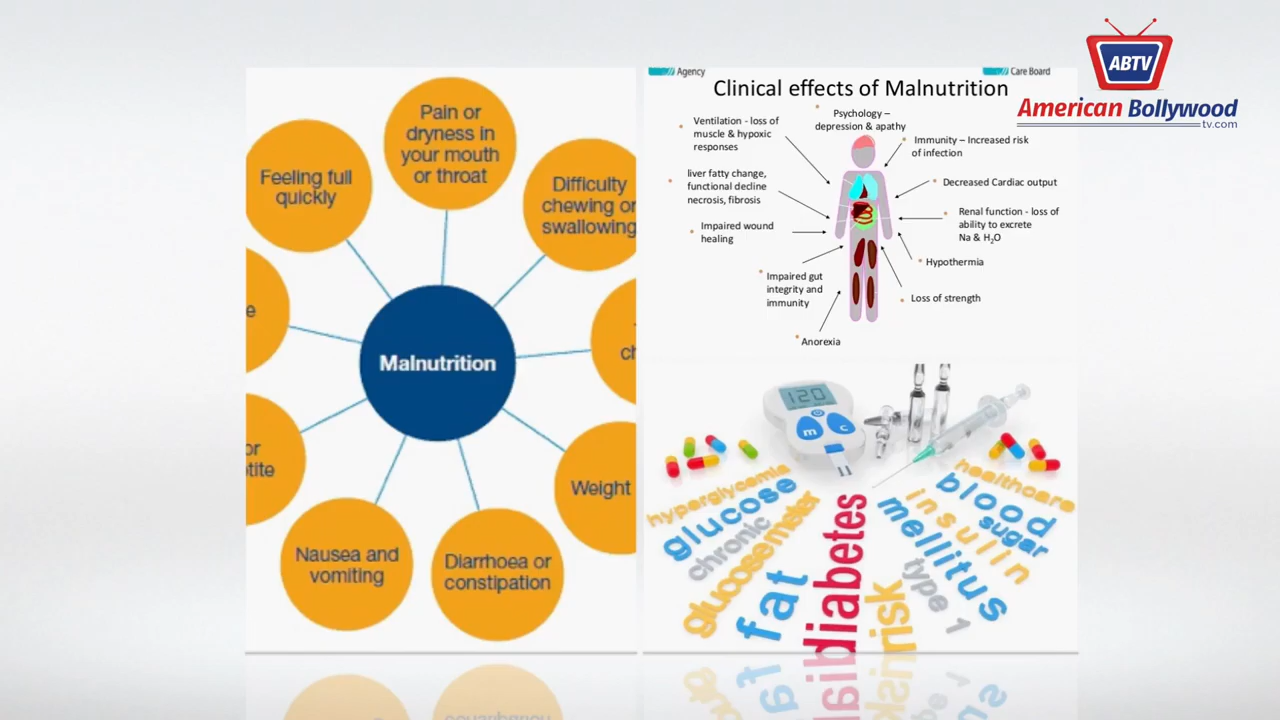 ABTV
American Bollywood
tv.com
Pain or
dryness in
your mouth
or throat
Feeling full
quickly
Difficulty
chewing or
swallowing
Malnutrition
Weight
Nausea and
vomiting
Diarrhoea or
constipation
Agency
Care Board
Clinical effects of Malnutrition
Psychology –
depression & apathy
Ventilation - loss of
muscle & hypoxic
responses
Immunity – Increased risk
of infection
liver fatty change,
functional decline
necrosis, fibrosis
Decreased Cardiac output
Renal function - loss of
ability to excrete
Na & H₂O
Impaired wound
healing
Hypothermia
Impaired gut
integrity and
immunity
Loss of strength
Anorexia
120
m
c
hyperglycomia
glucose
chronic
glucosemeter
fat
diabetes
risk
type 1
mellitus
insulin
blood
sugar
healthcare